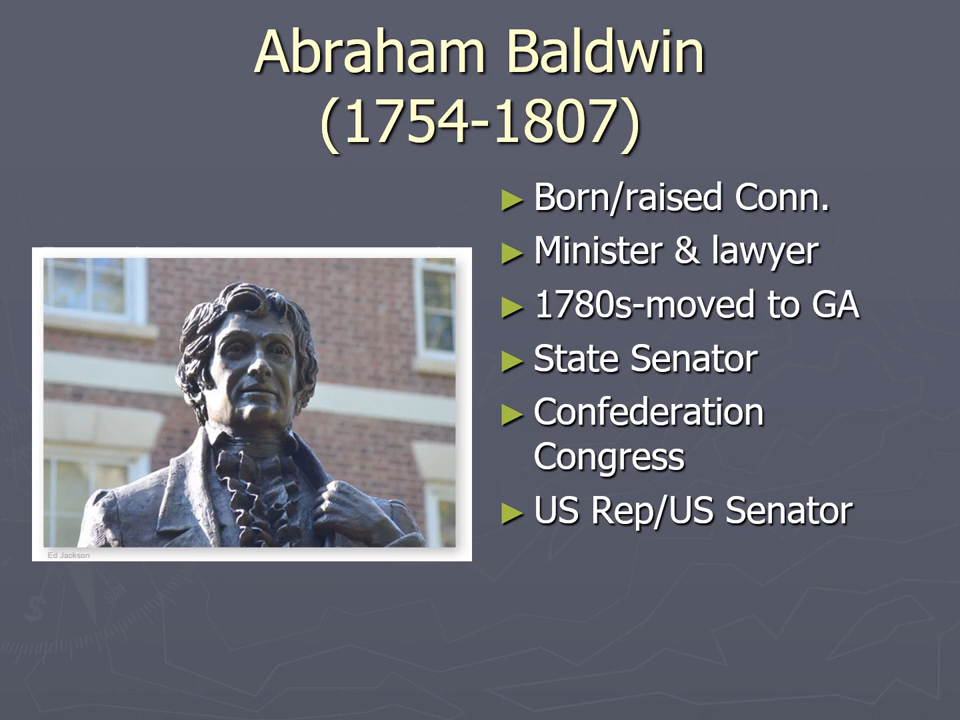 Abraham Baldwin
(1754-1807)
► Born/raised Conn.
► Minister & lawyer
► 1780s-moved to GA
► State Senator
► Confederation
Congress
► US Rep/US Senator
Ed Jackson
S